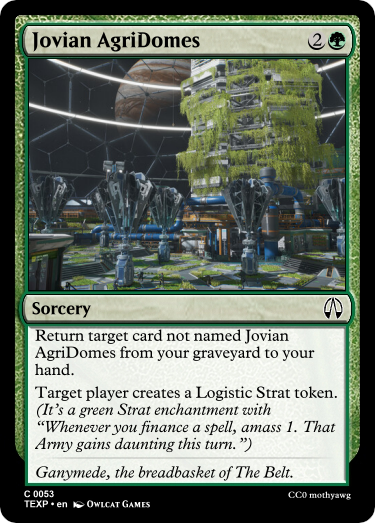 Jovian AgriDomes 2
Sorcery
Return target card not named Jovian
AgriDomes from your graveyard to your
hand.
Target player creates a Logistic Strat token.
(It's a green Strat enchantment with
“Whenever you finance a spell, amass 1. That
Army gains daunting this turn.”)
Ganymede, the breadbasket of The Belt.
C 0053
TEXP • en Owlcat Games
CC0 mothyawg